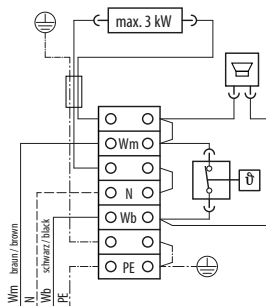 max. 3 kW
Wm
N
ϑ
Wb
PE
Wm braun / brown
N
Wb schwarz / black
PE